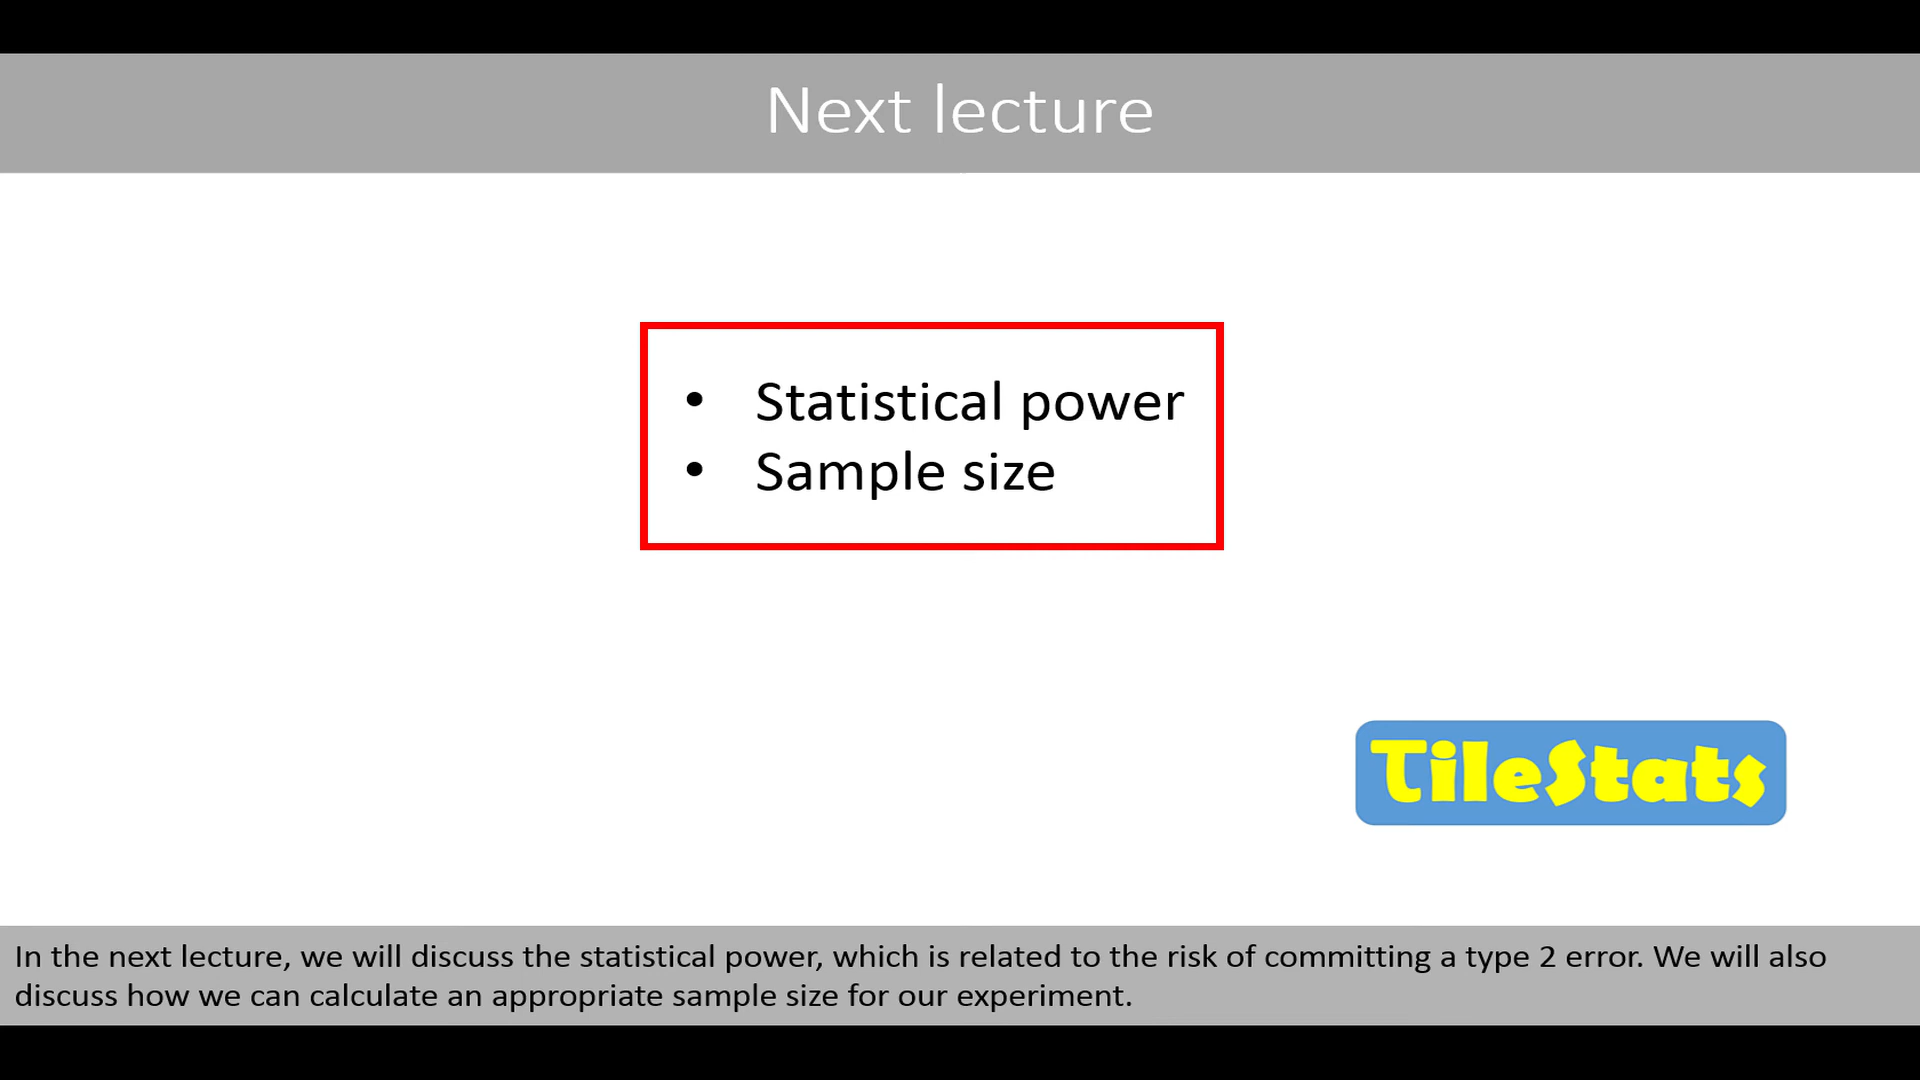 Next lecture
• Statistical power
• Sample size
TileStats
In the next lecture, we will discuss the statistical power, which is related to the risk of committing a type 2 error. We will also
discuss how we can calculate an appropriate sample size for our experiment.